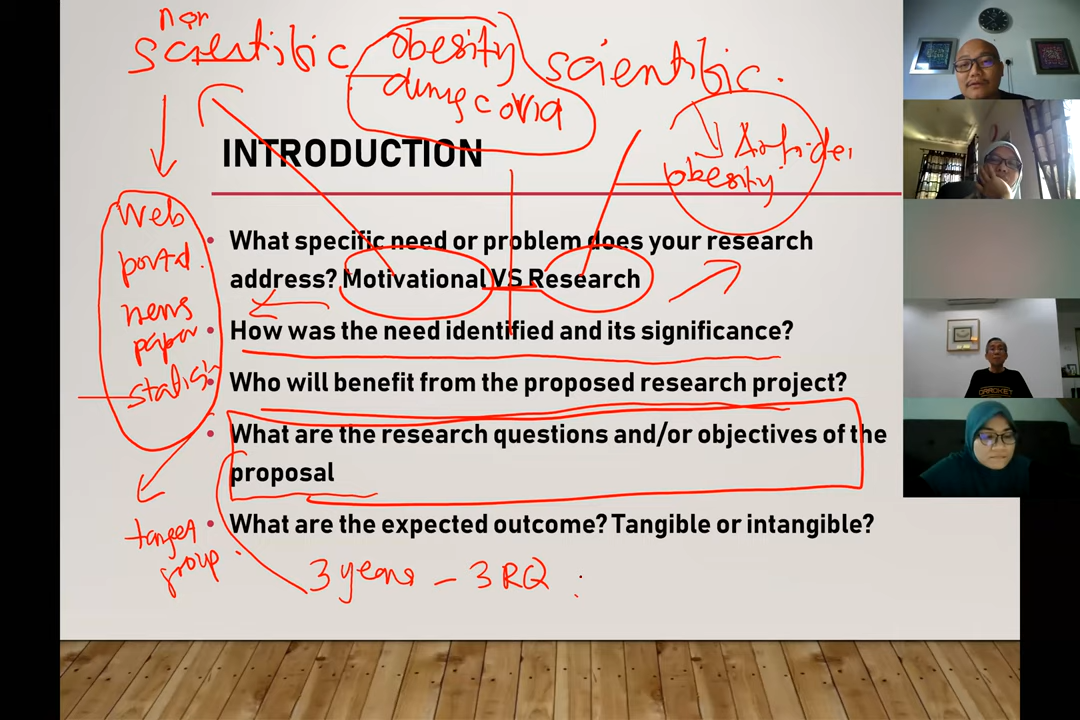 non
scientific
obesity
during covid
scientific.
Articles
obesity
INTRODUCTION
Web
portal.
news
paper
What specific need or problem does your research
address? Motivational VS Research
How was the need identified and its significance?
Who will benefit from the proposed research project?
What are the research questions and/or objectives of the
proposal
What are the expected outcome? Tangible or intangible?
target
group
3 years – 3 RQ :